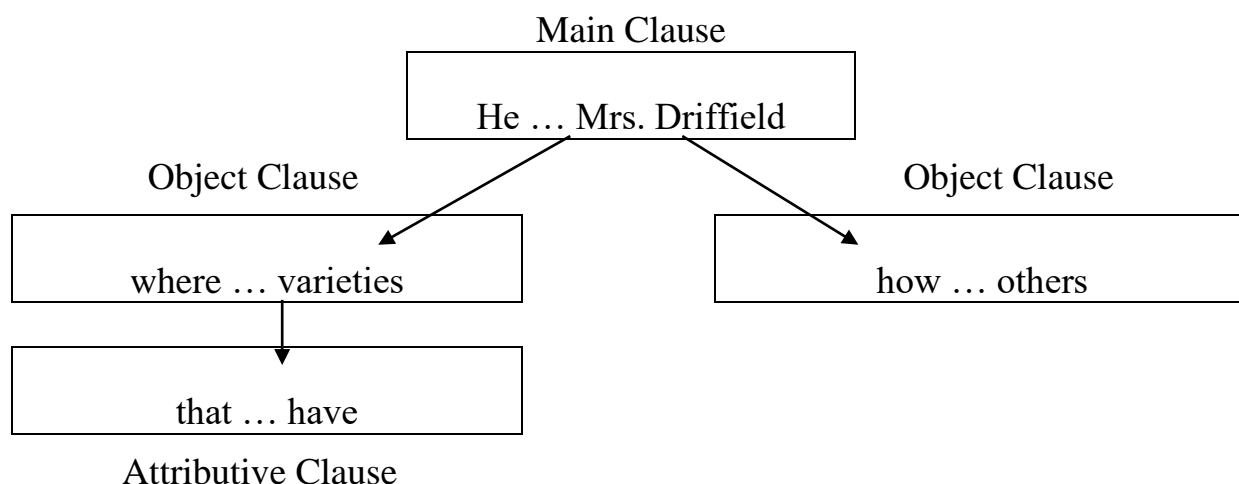 Main Clause
He … Mrs. Driffield
Object Clause
Object Clause
where … varieties
how … others
that … have
Attributive Clause